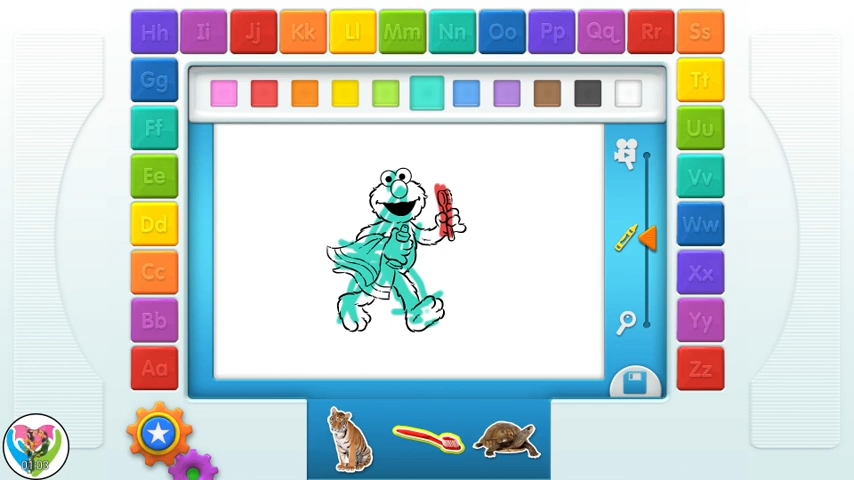 Hh Ii Jj Kk Ll Mm Nn Oo Pp Qq Rr Ss
Gg Tt
Ff Uu
Ee Vv
Dd Ww
Cc Xx
Bb Yy
Aa Zz
01:03